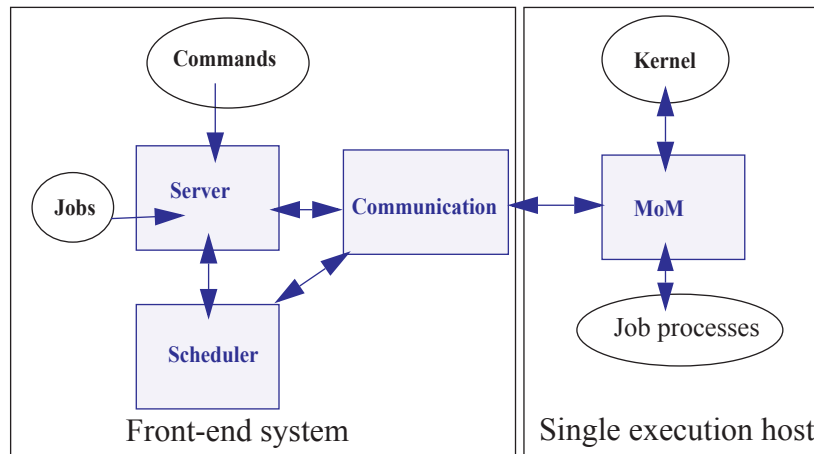 Commands
Kernel
Server
Jobs
Communication
MoM
Scheduler
Job processes
Front-end system
Single execution host